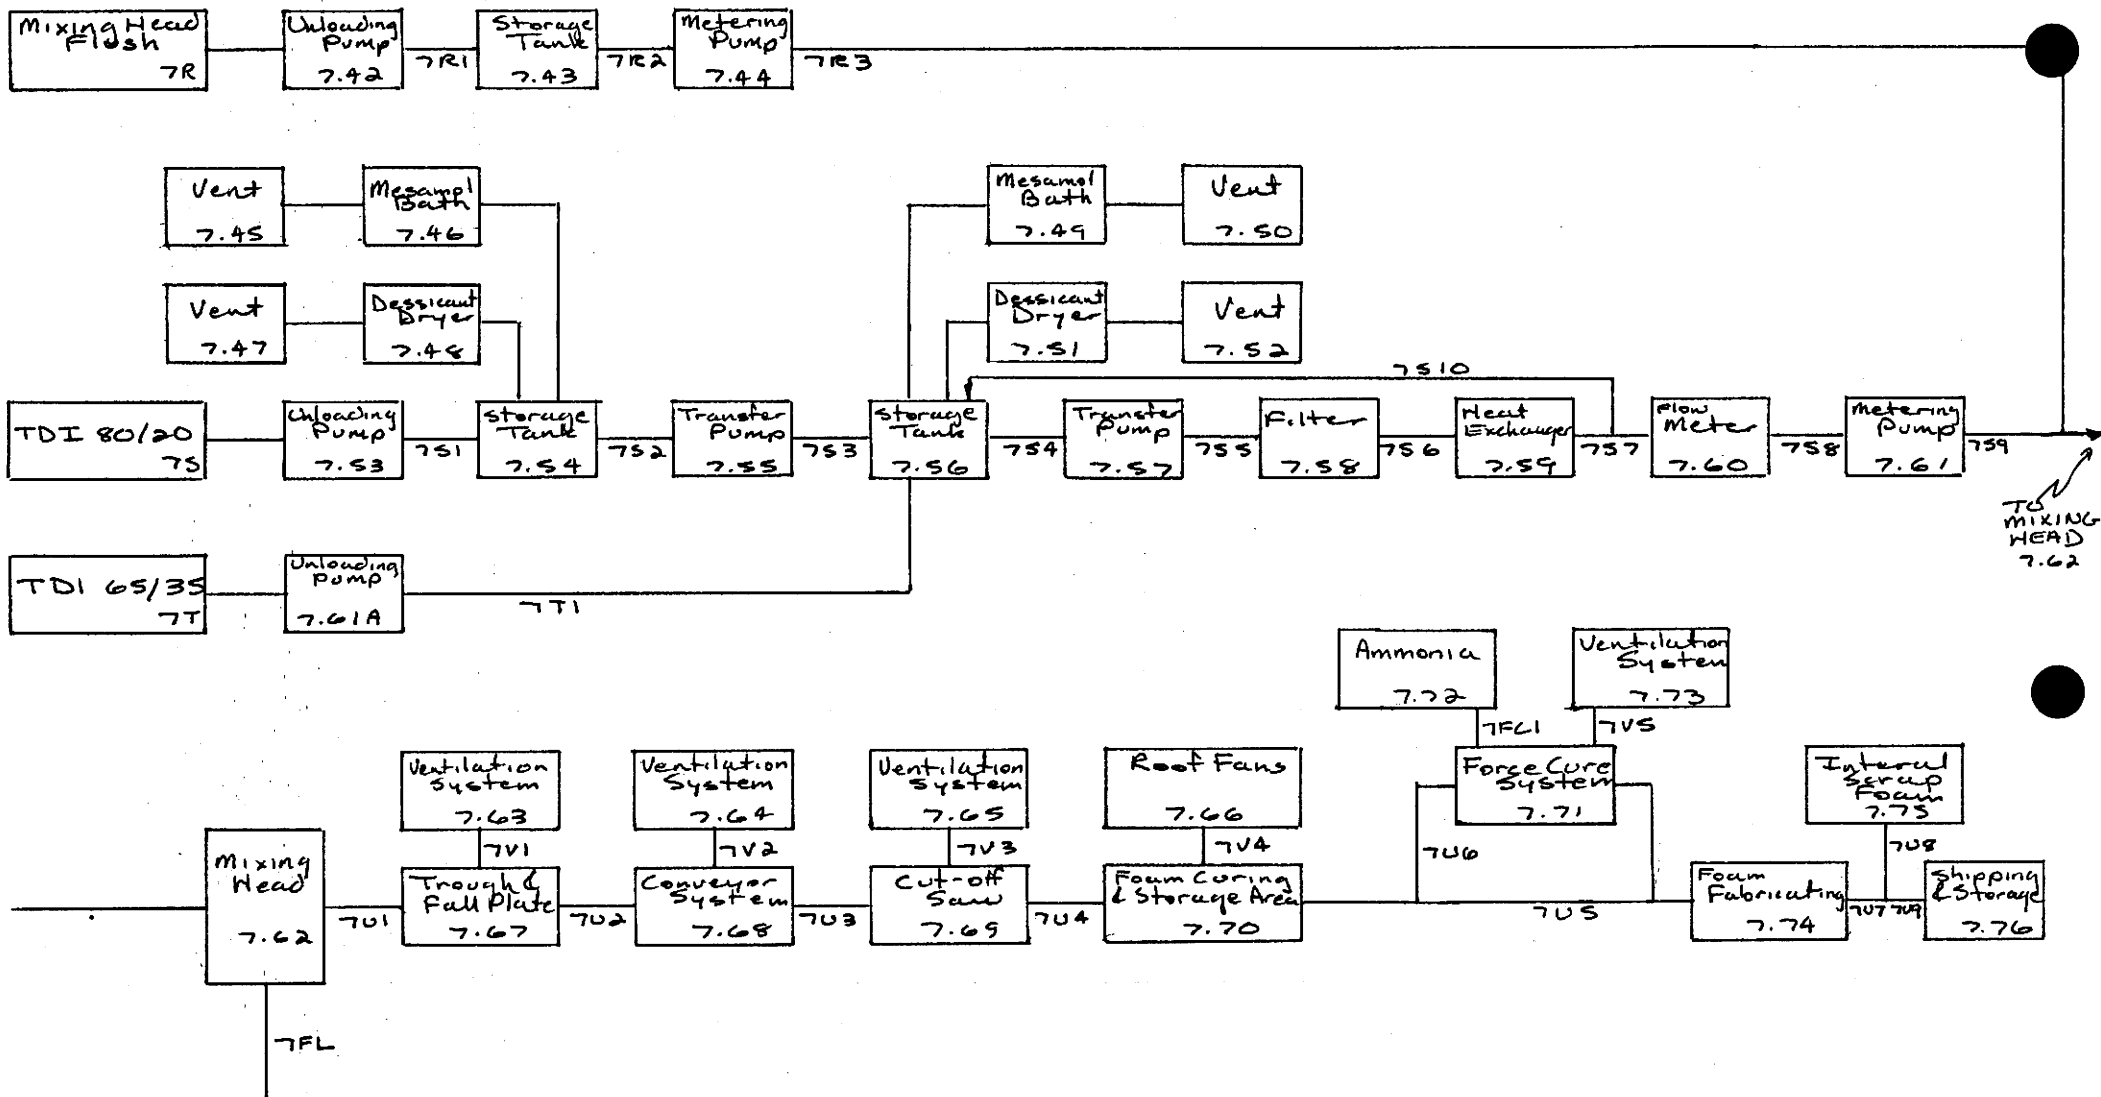 Mixing Head
Flush
7R
Unloading
Pump
7.42
7R1
Storage
Tank
7.43
7R2
Metering
Pump
7.44
7R3
Vent
7.45
Mesamol
Bath
7.46
Mesamol
Bath
7.49
Vent
7.50
Vent
7.47
Dessicant
Dryer
7.48
Dessicant
Dryer
7.51
Vent
7.52
7S10
TDI 80/20
7S
Unloading
Pump
7.53
7S1
Storage
Tank
7.54
7S2
Transfer
Pump
7.55
7S3
Storage
Tank
7.56
7S4
Transfer
Pump
7.57
7S5
Filter
7.58
7S6
Heat
Exchanger
7.59
7S7
Flow
Meter
7.60
7S8
Metering
Pump
7.61
7S9
TO
MIXING
HEAD
7.62
TDI 65/35
7T
Unloading
Pump
7.61A
7T1
Ammonia
7.72
Ventilation
System
7.73
7FC1
7V5
Ventilation
System
7.63
Ventilation
System
7.64
Ventilation
System
7.65
Roof Fans
7.66
Force Cure
System
7.71
Interal
Scrap
Foam
7.75
7V1
7V2
7V3
7V4
7U6
7U8
Mixing
Head
7.62
7U1
Trough &
Fall Plate
7.67
7U2
Conveyor
System
7.68
7U3
Cut-off
Saw
7.69
7U4
Foam Curing
& Storage Area
7.70
7U5
Foam
Fabricating
7.74
7U7 7U9
Shipping
& Storage
7.76
7FL